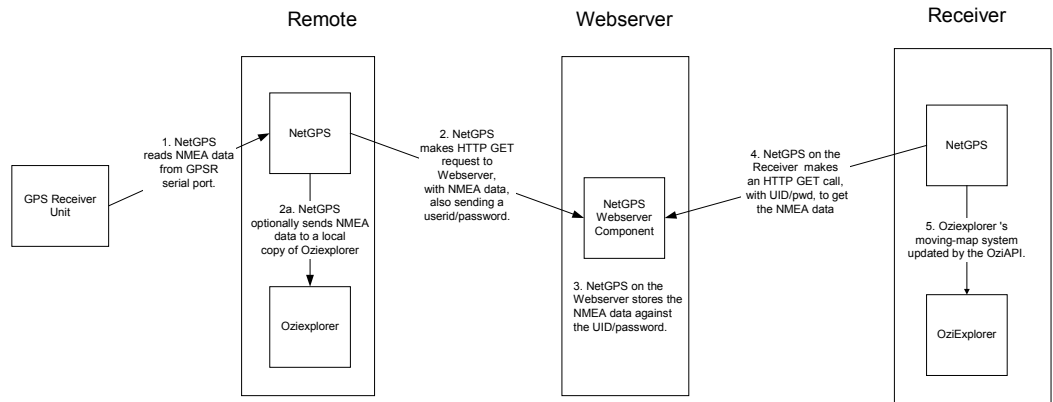 Remote
Webserver
Receiver
GPS Receiver
Unit
1. NetGPS
reads NMEA data
from GPSR
serial port.
NetGPS
2a. NetGPS
optionally sends NMEA
data to a local
copy of Oziexplorer
Oziexplorer
2. NetGPS
makes HTTP GET
request to
Webserver,
with NMEA data,
also sending a
userid/password.
NetGPS
Webserver
Component
3. NetGPS on the
Webserver stores the
NMEA data against
the UID/password.
4. NetGPS on the
Receiver makes
an HTTP GET call,
with UID/pwd, to get
the NMEA data
NetGPS
5. Oziexplorer 's
moving-map system
updated by the OziAPI.
OziExplorer